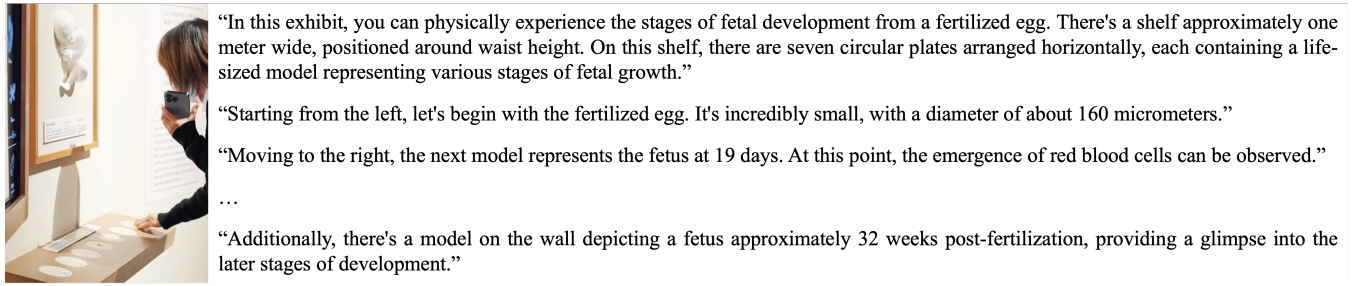 “In this exhibit, you can physically experience the stages of fetal development from a fertilized egg. There's a shelf approximately one
meter wide, positioned around waist height. On this shelf, there are seven circular plates arranged horizontally, each containing a life-
sized model representing various stages of fetal growth.”
“Starting from the left, let's begin with the fertilized egg. It's incredibly small, with a diameter of about 160 micrometers.”
“Moving to the right, the next model represents the fetus at 19 days. At this point, the emergence of red blood cells can be observed.”
…
“Additionally, there's a model on the wall depicting a fetus approximately 32 weeks post-fertilization, providing a glimpse into the
later stages of development.”